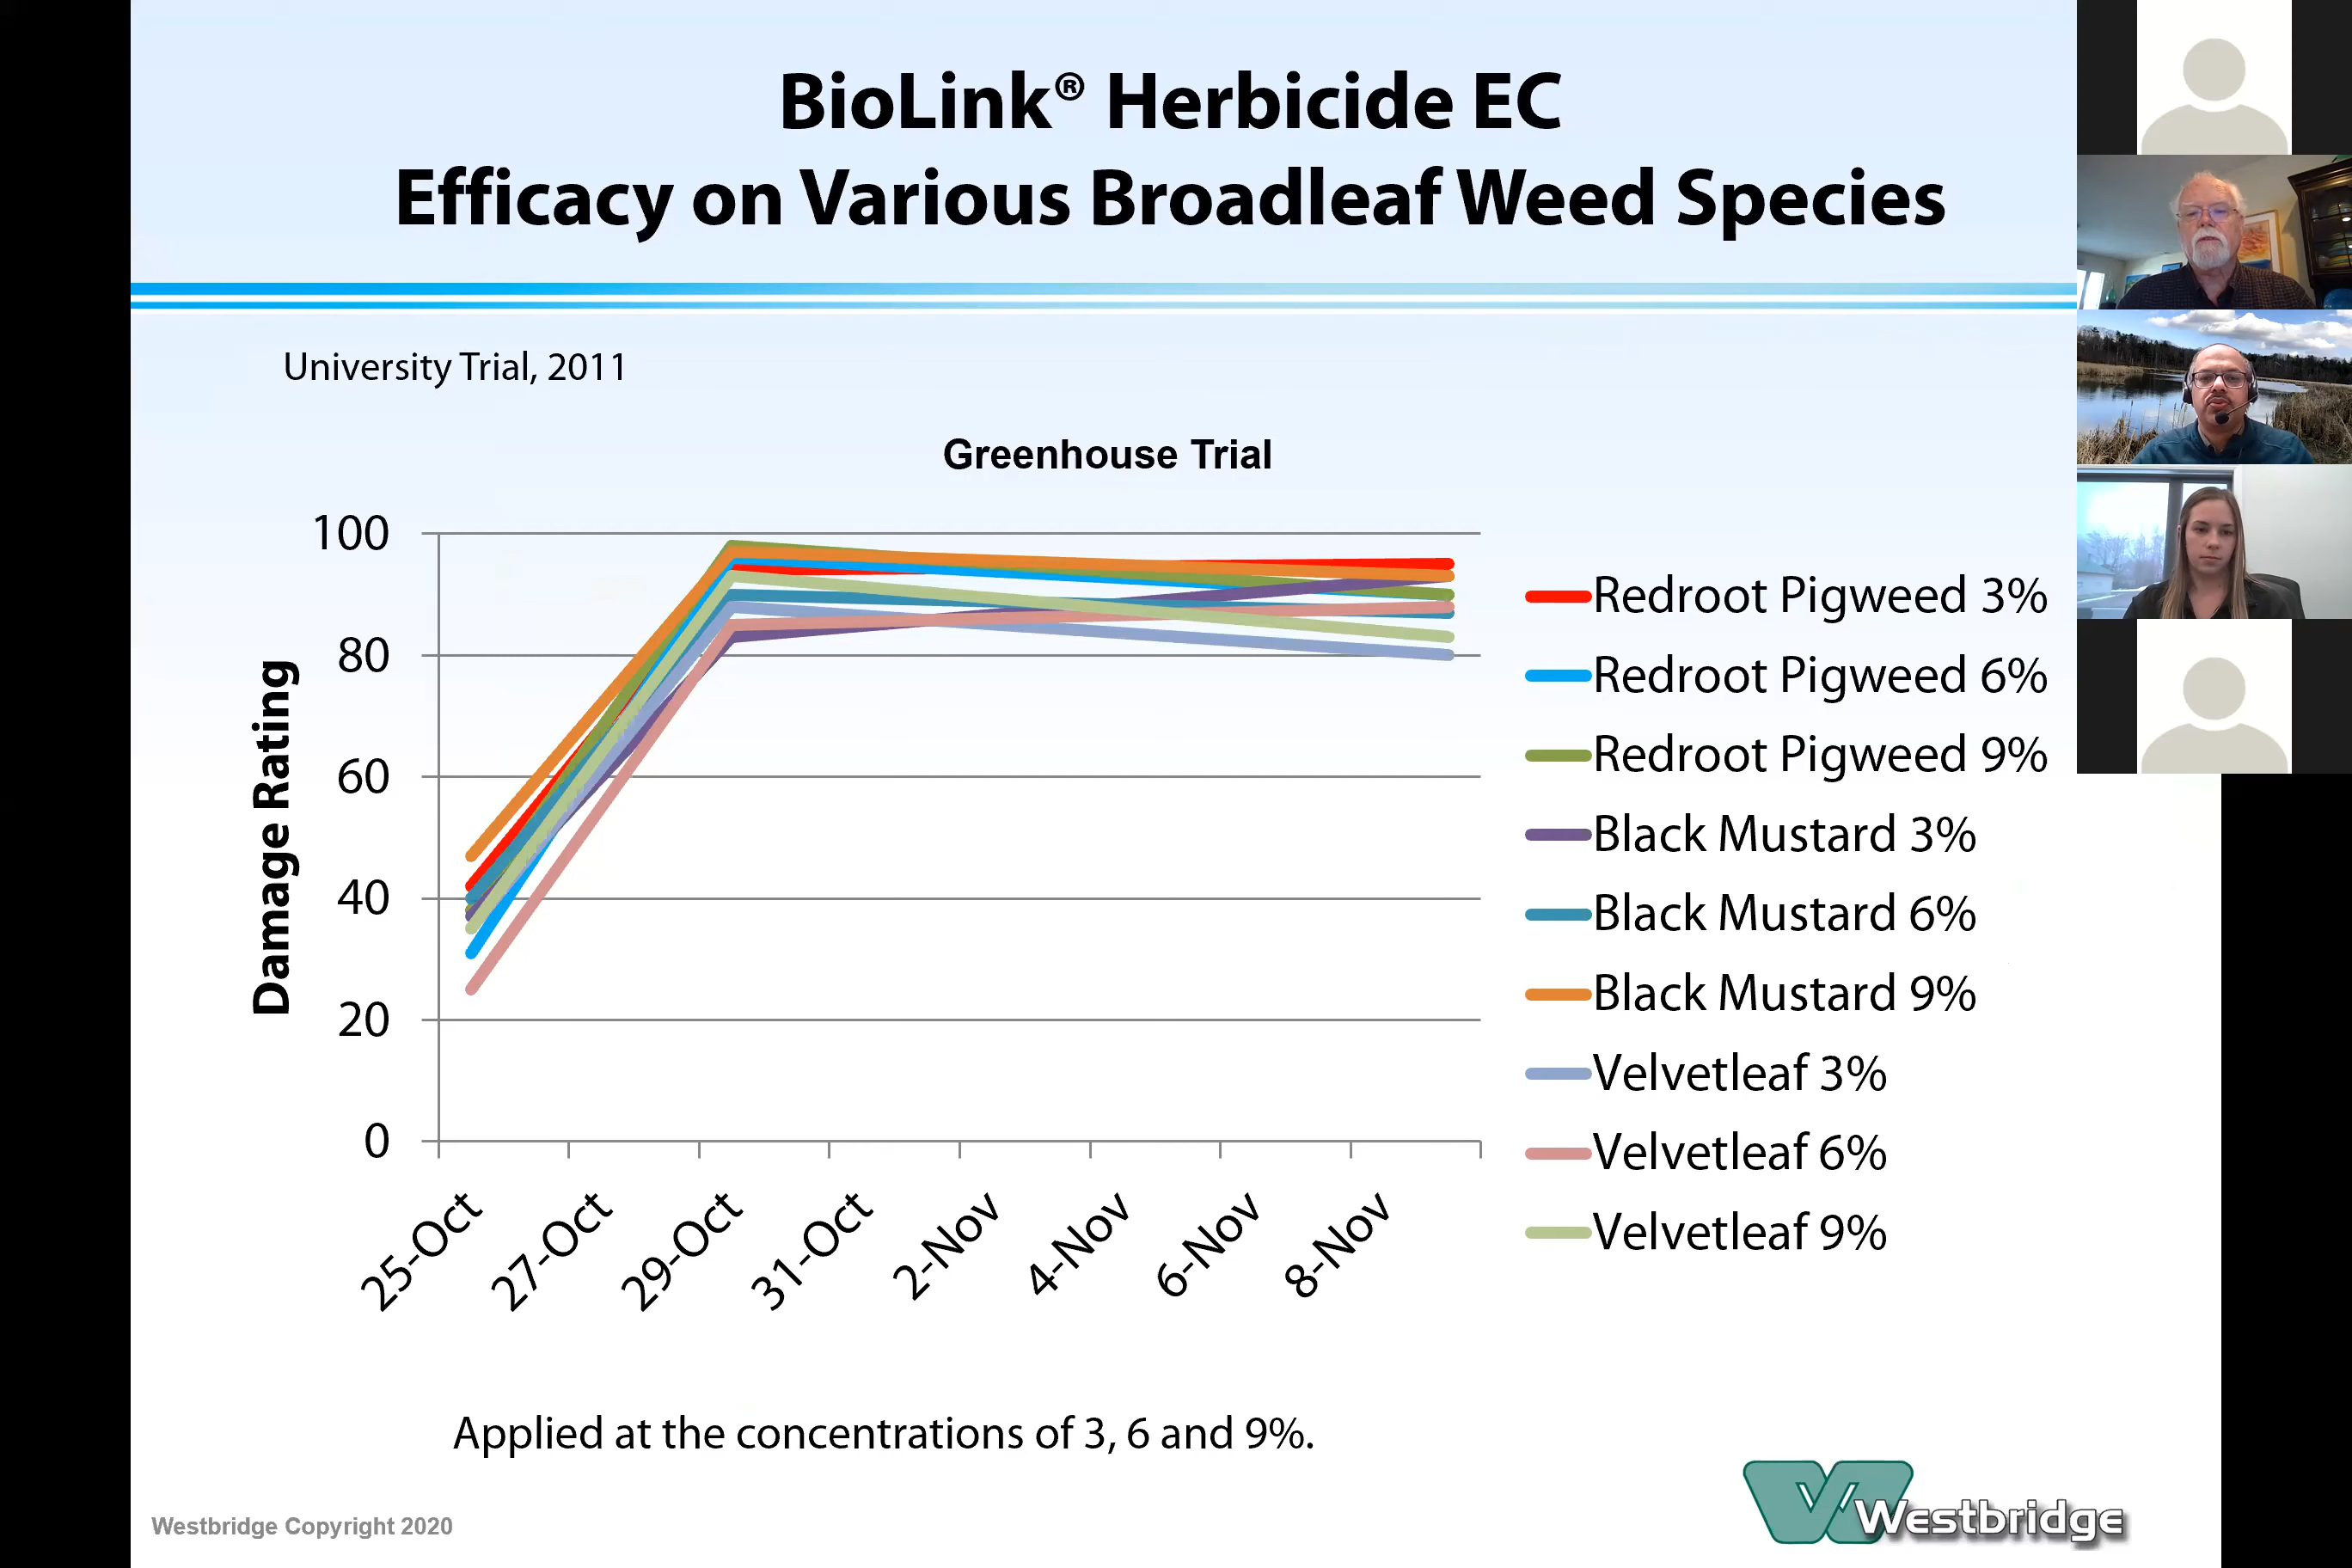 BioLink® Herbicide EC
Efficacy on Various Broadleaf Weed Species
University Trial, 2011
Greenhouse Trial
Damage Rating
100
80
60
40
20
0
25-Oct
27-Oct
29-Oct
31-Oct
2-Nov
4-Nov
6-Nov
8-Nov
Redroot Pigweed 3%
Redroot Pigweed 6%
Redroot Pigweed 9%
Black Mustard 3%
Black Mustard 6%
Black Mustard 9%
Velvetleaf 3%
Velvetleaf 6%
Velvetleaf 9%
Applied at the concentrations of 3, 6 and 9%.
Westbridge Copyright 2020
Westbridge